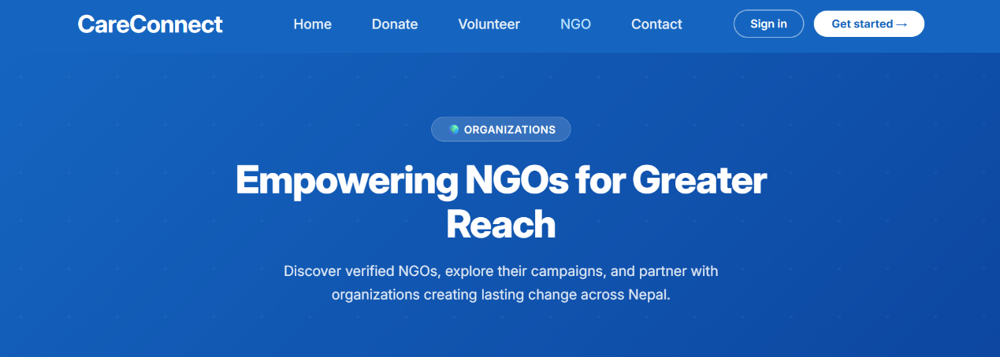 CareConnect
Home
Donate
Volunteer
NGO
Contact
Sign in
Get started →
ORGANIZATIONS
Empowering NGOs for Greater
Reach
Discover verified NGOs, explore their campaigns, and partner with
organizations creating lasting change across Nepal.